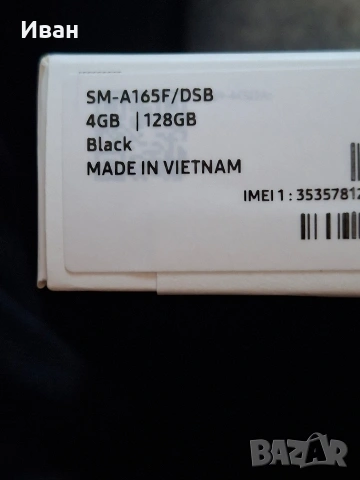 Иван
SM-A165F/DSB
4GB | 128GB
Black
MADE IN VIETNAM
IMEI 1 : 35357812
BAZAR